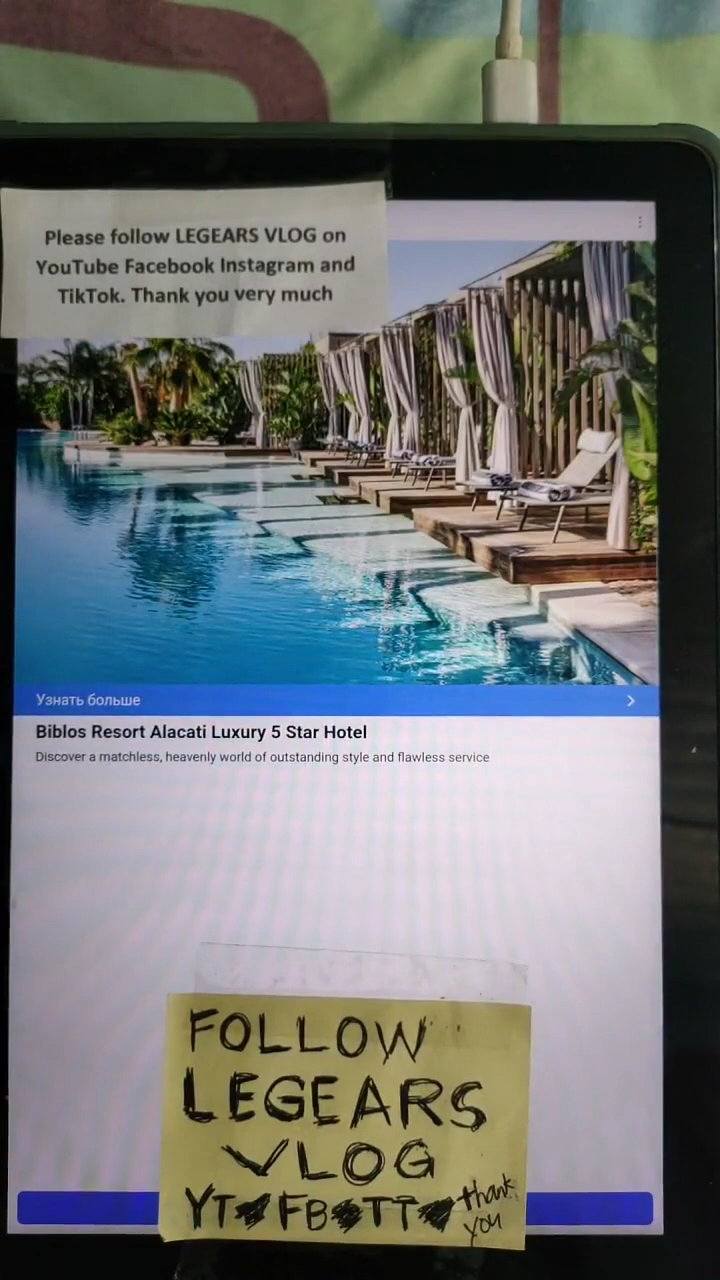 Please follow LEGEARS VLOG on
YouTube Facebook Instagram and
TikTok. Thank you very much
Узнать больше
Biblos Resort Alacati Luxury 5 Star Hotel
Discover a matchless, heavenly world of outstanding style and flawless service
FOLLOW
LEGEARS
VLOG
YT FB TT thank
you